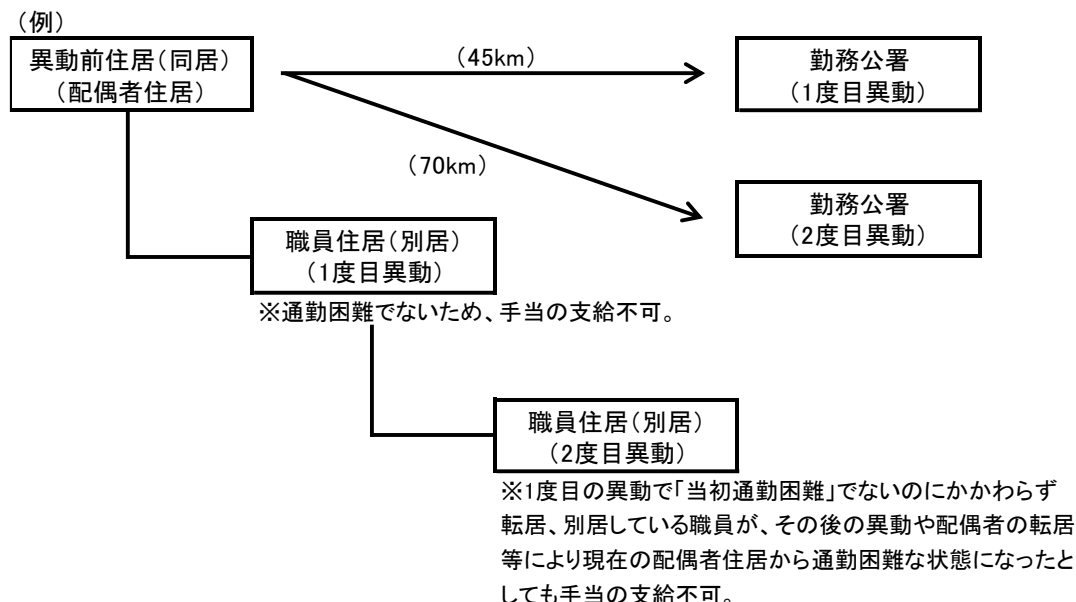 （例）
異動前住居（同居）
（配偶者住居）
（45km）
勤務公署
（1度目異動）
（70km）
勤務公署
（2度目異動）
職員住居（別居）
（1度目異動）
※通勤困難でないため、手当の支給不可。
職員住居（別居）
（2度目異動）
※1度目の異動で「当初通勤困難」でないのにかかわらず
転居、別居している職員が、その後の異動や配偶者の転居
等により現在の配偶者住居から通勤困難な状態になったと
しても手当の支給不可。